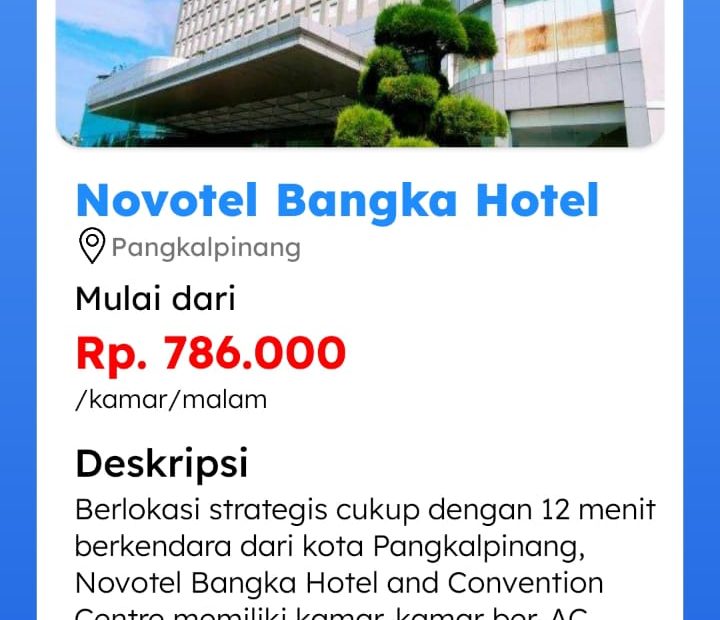 Novotel Bangka Hotel
Pangkalpinang
Mulai dari
Rp. 786.000
/kamar/malam
Deskripsi
Berlokasi strategis cukup dengan 12 menit
berkendara dari kota Pangkalpinang,
Novotel Bangka Hotel and Convention
Centre memiliki kamar-kamar ber-AC